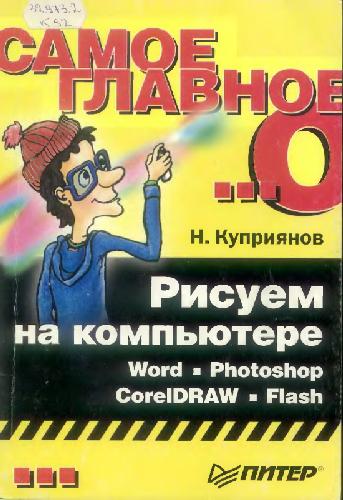 САМОЕ
ГЛАВНОЕ
...О
Н. Куприянов
Рисуем
на компьютере
Word ▪ Photoshop
CorelDRAW ▪ Flash
ПИТЕР